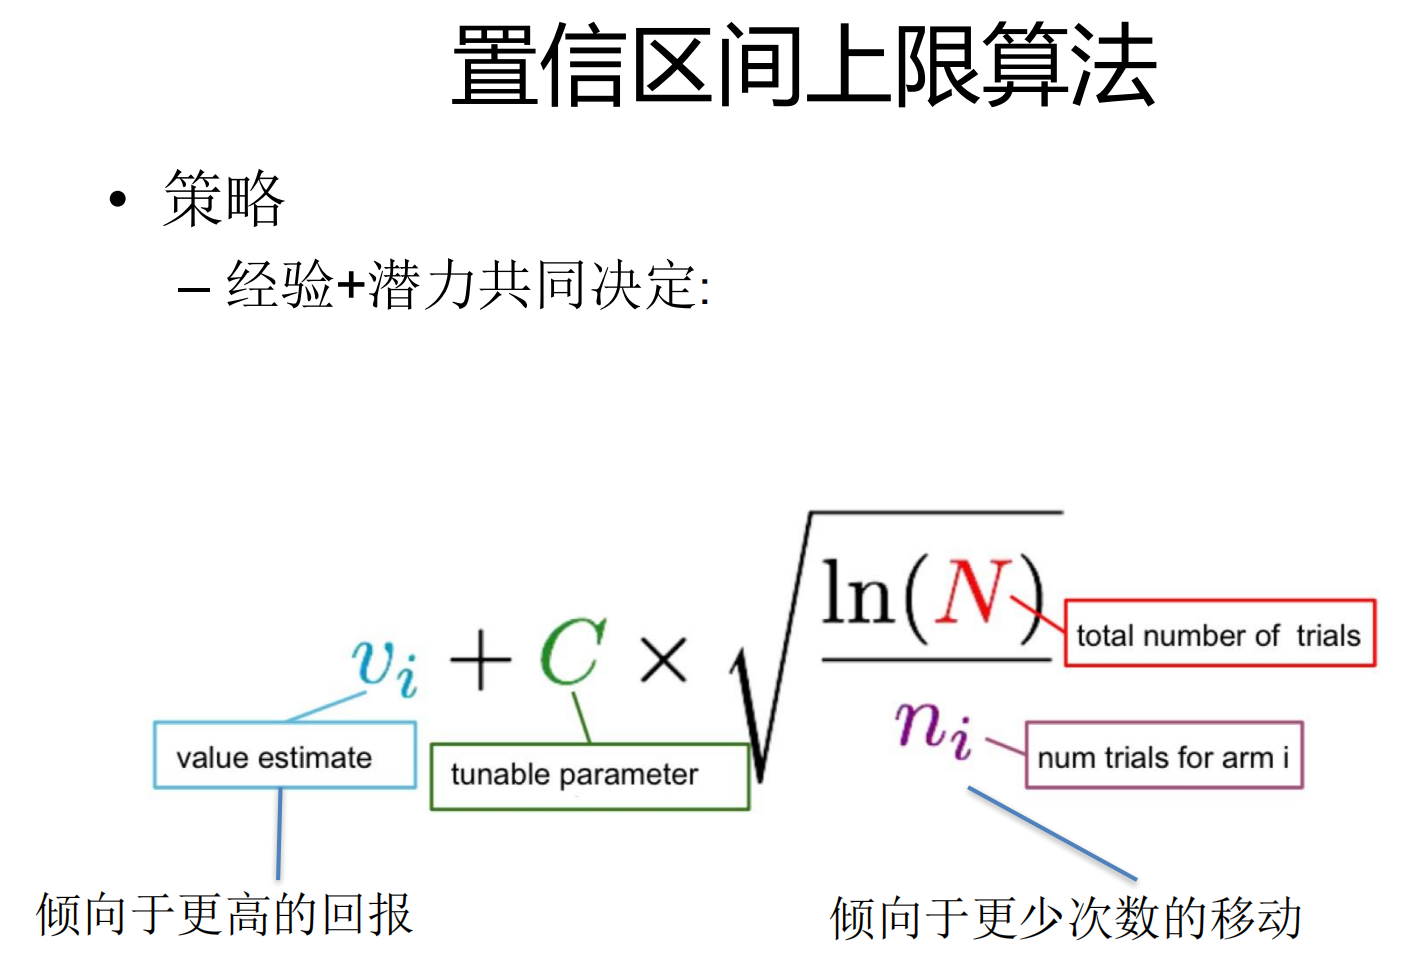 置信区间上限算法
• 策略
– 经验+潜力共同决定:
v_i + C × √(ln(N) / n_i)
total number of trials
value estimate
tunable parameter
num trials for arm i
倾向于更高的回报
倾向于更少次数的移动